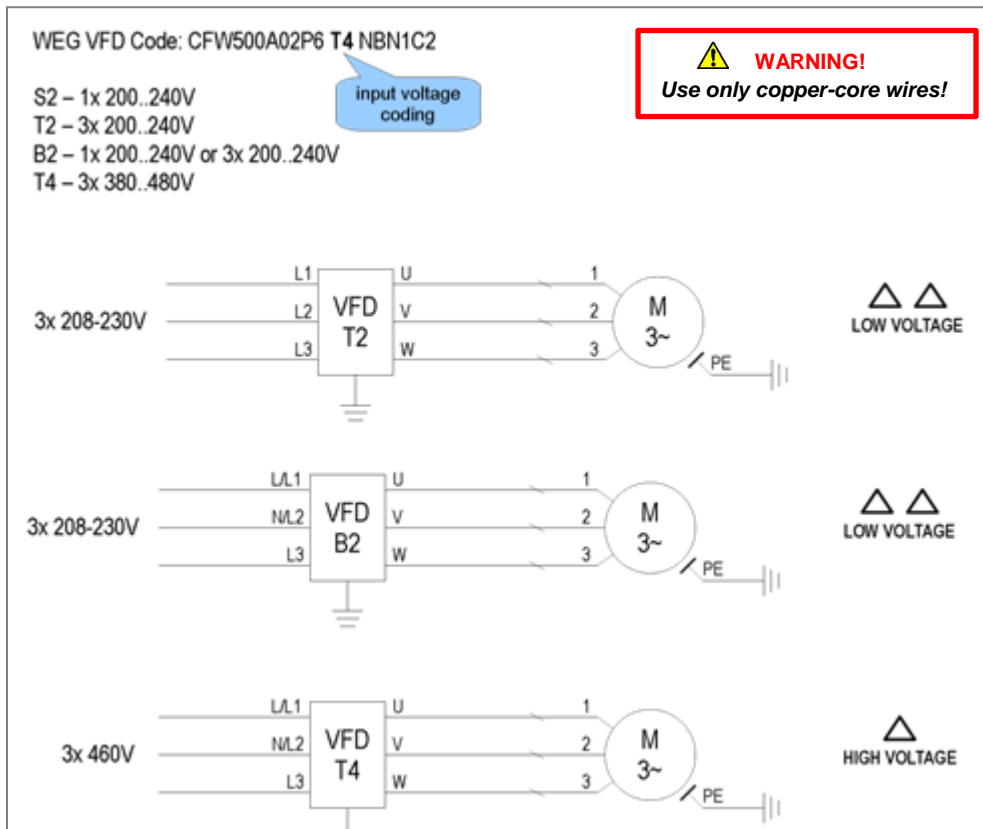 WEG VFD Code: CFW500A02P6 T4 NBN1C2
input voltage
coding
WARNING!
Use only copper-core wires!
S2 – 1x 200..240V
T2 – 3x 200..240V
B2 – 1x 200..240V or 3x 200..240V
T4 – 3x 380..480V
3x 208-230V
L1
L2
L3
VFD
T2
U
V
W
1
2
3
M
3~
PE
LOW VOLTAGE
3x 208-230V
L/L1
N/L2
L3
VFD
B2
U
V
W
1
2
3
M
3~
PE
LOW VOLTAGE
3x 460V
L/L1
N/L2
L3
VFD
T4
U
V
W
1
2
3
M
3~
PE
HIGH VOLTAGE